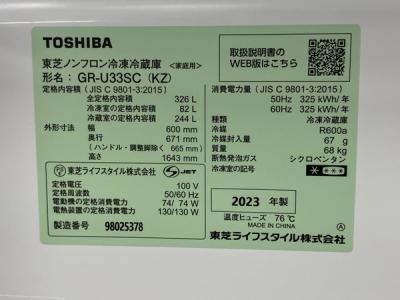 TOSHIBA
東芝ノンフロン冷凍冷蔵庫 <家庭用>
形名: GR-U33SC (KZ)
取扱説明書の
WEB版はこちら
定格内容積 (JIS C 9801-3:2015)
全定格内容積 326 L
冷凍室の定格内容積 82 L
冷蔵室の定格内容積 244 L
外形寸法 幅 600 mm
奥行 671 mm
(ハンドル・調整脚除く 665 mm)
高さ 1643 mm
消費電力量 (JIS C 9801-3:2015)
50Hz 325 kWh/年
60Hz 325 kWh/年
種類 冷凍冷蔵庫
冷媒 R600a
冷媒封入量 67 g
質量 68 kg
断熱発泡ガス シクロペンタン
冷凍室の記号
東芝ライフスタイル株式会社
S JET
定格電圧 100 V
定格周波数 50/60 Hz
電動機の定格消費電力 74/ 74 W
電熱装置の定格消費電力 130/130 W
製造番号 98025378
2023 年製
温度ヒューズ 76 ℃
MADE IN CHINA
東芝ライフスタイル株式会社